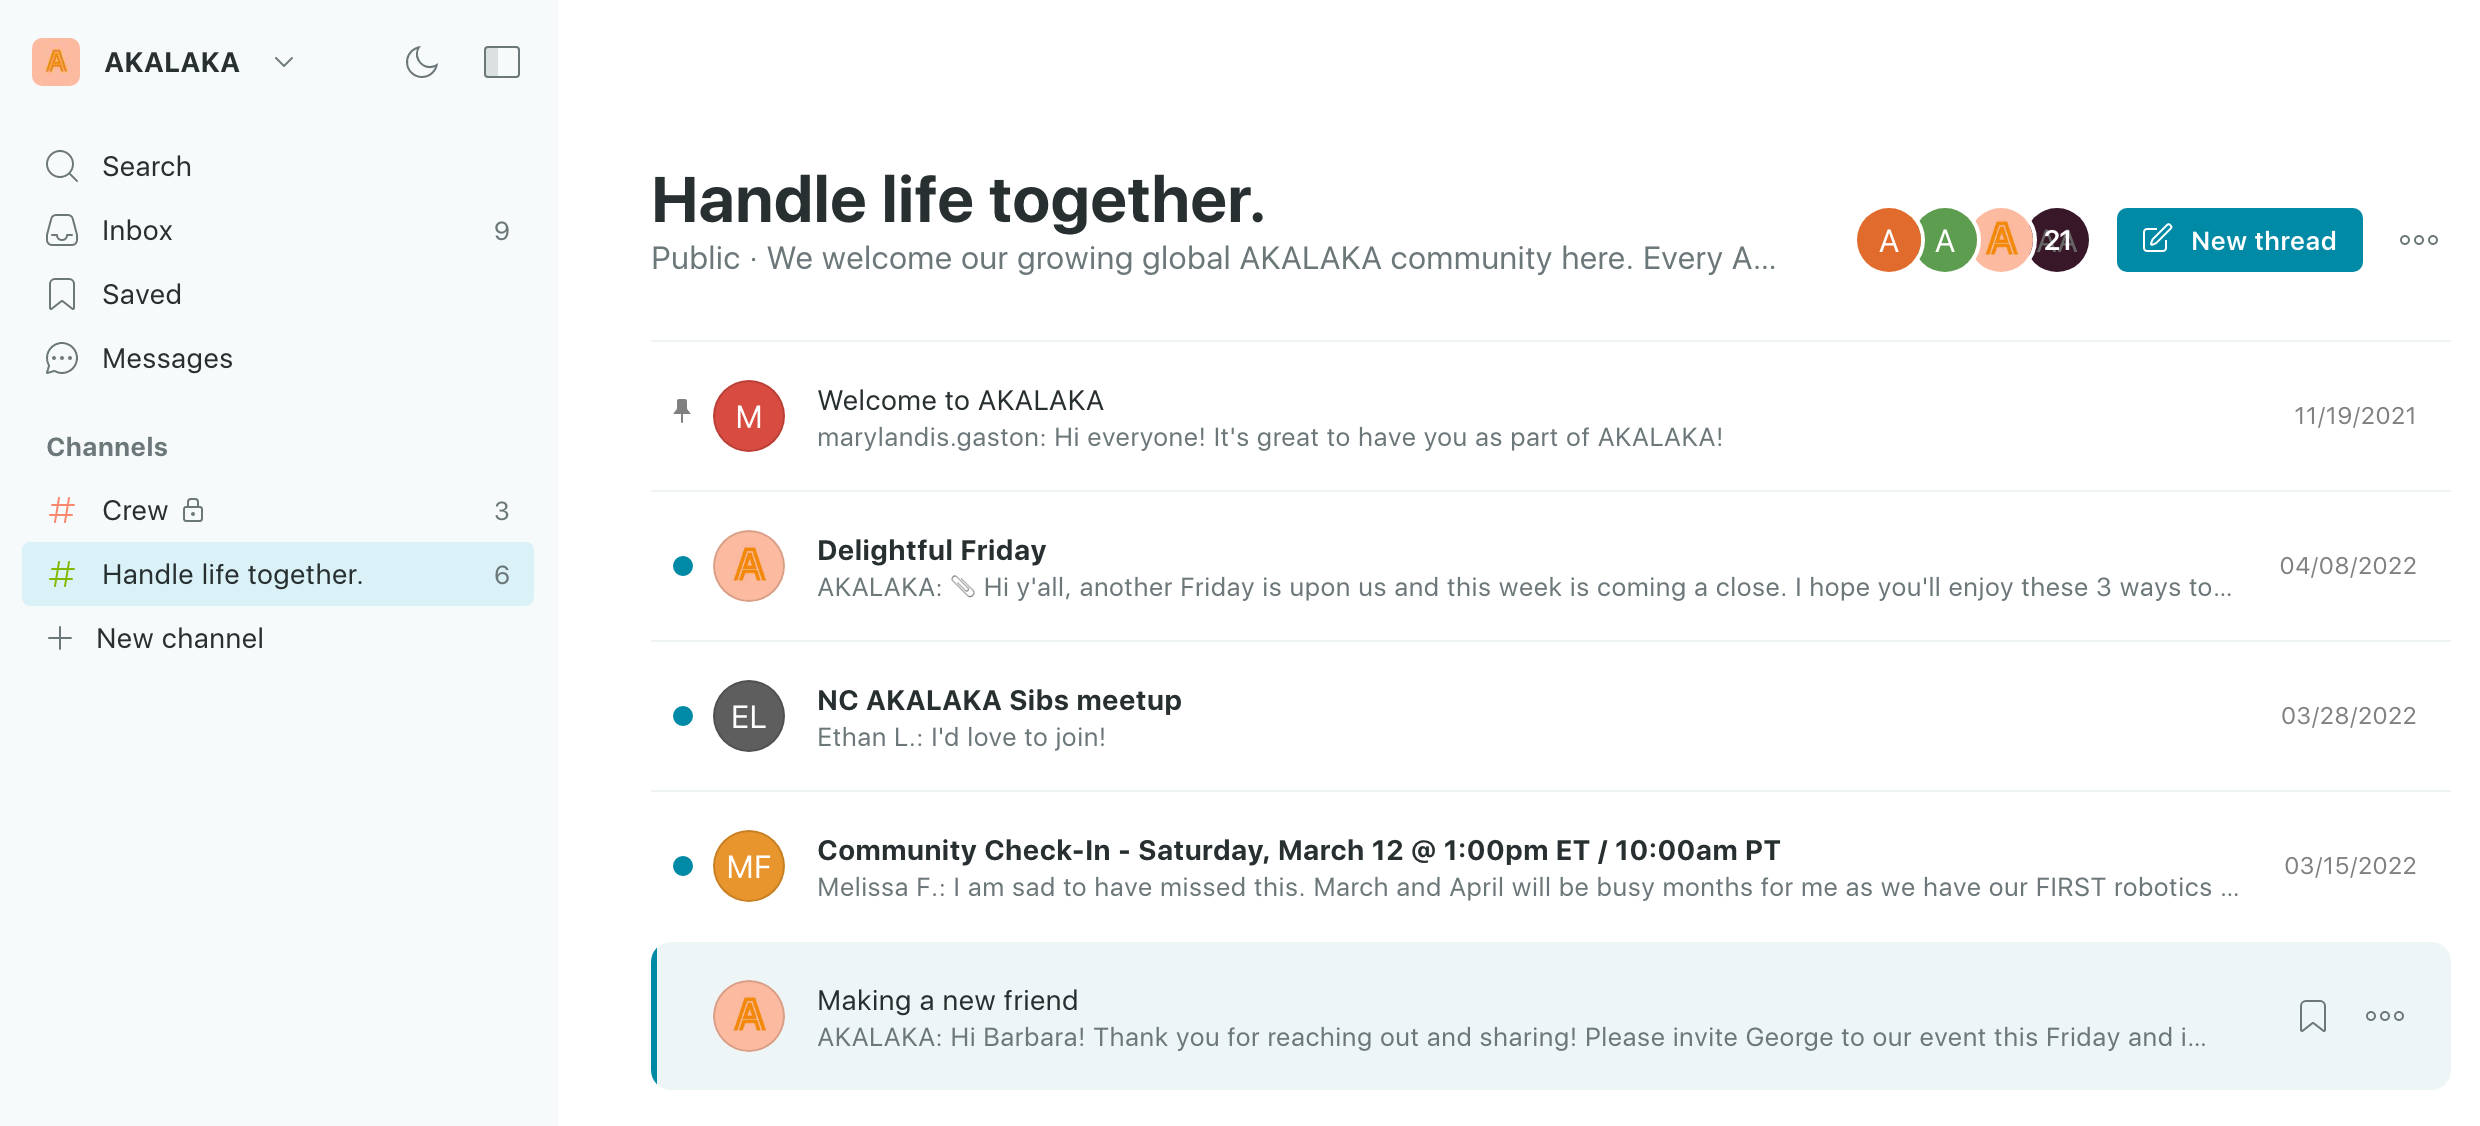 A AKALAKA
Search
Inbox 9
Saved
Messages
Channels
# Crew 3
# Handle life together. 6
New channel
Handle life together.
Public · We welcome our growing global AKALAKA community here. Every A...
A A A 21
New thread
M
Welcome to AKALAKA
marylandis.gaston: Hi everyone! It's great to have you as part of AKALAKA!
11/19/2021
A
Delightful Friday
AKALAKA: 📎 Hi y'all, another Friday is upon us and this week is coming a close. I hope you'll enjoy these 3 ways to...
04/08/2022
EL
NC AKALAKA Sibs meetup
Ethan L.: I'd love to join!
03/28/2022
MF
Community Check-In - Saturday, March 12 @ 1:00pm ET / 10:00am PT
Melissa F.: I am sad to have missed this. March and April will be busy months for me as we have our FIRST robotics ...
03/15/2022
A
Making a new friend
AKALAKA: Hi Barbara! Thank you for reaching out and sharing! Please invite George to our event this Friday and i...